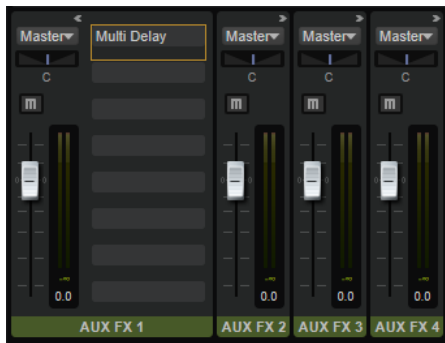 Master
Multi Delay
Master
Master
Master
C
C
C
C
m
m
m
m
0.0
0.0
0.0
0.0
AUX FX 1
AUX FX 2
AUX FX 3
AUX FX 4